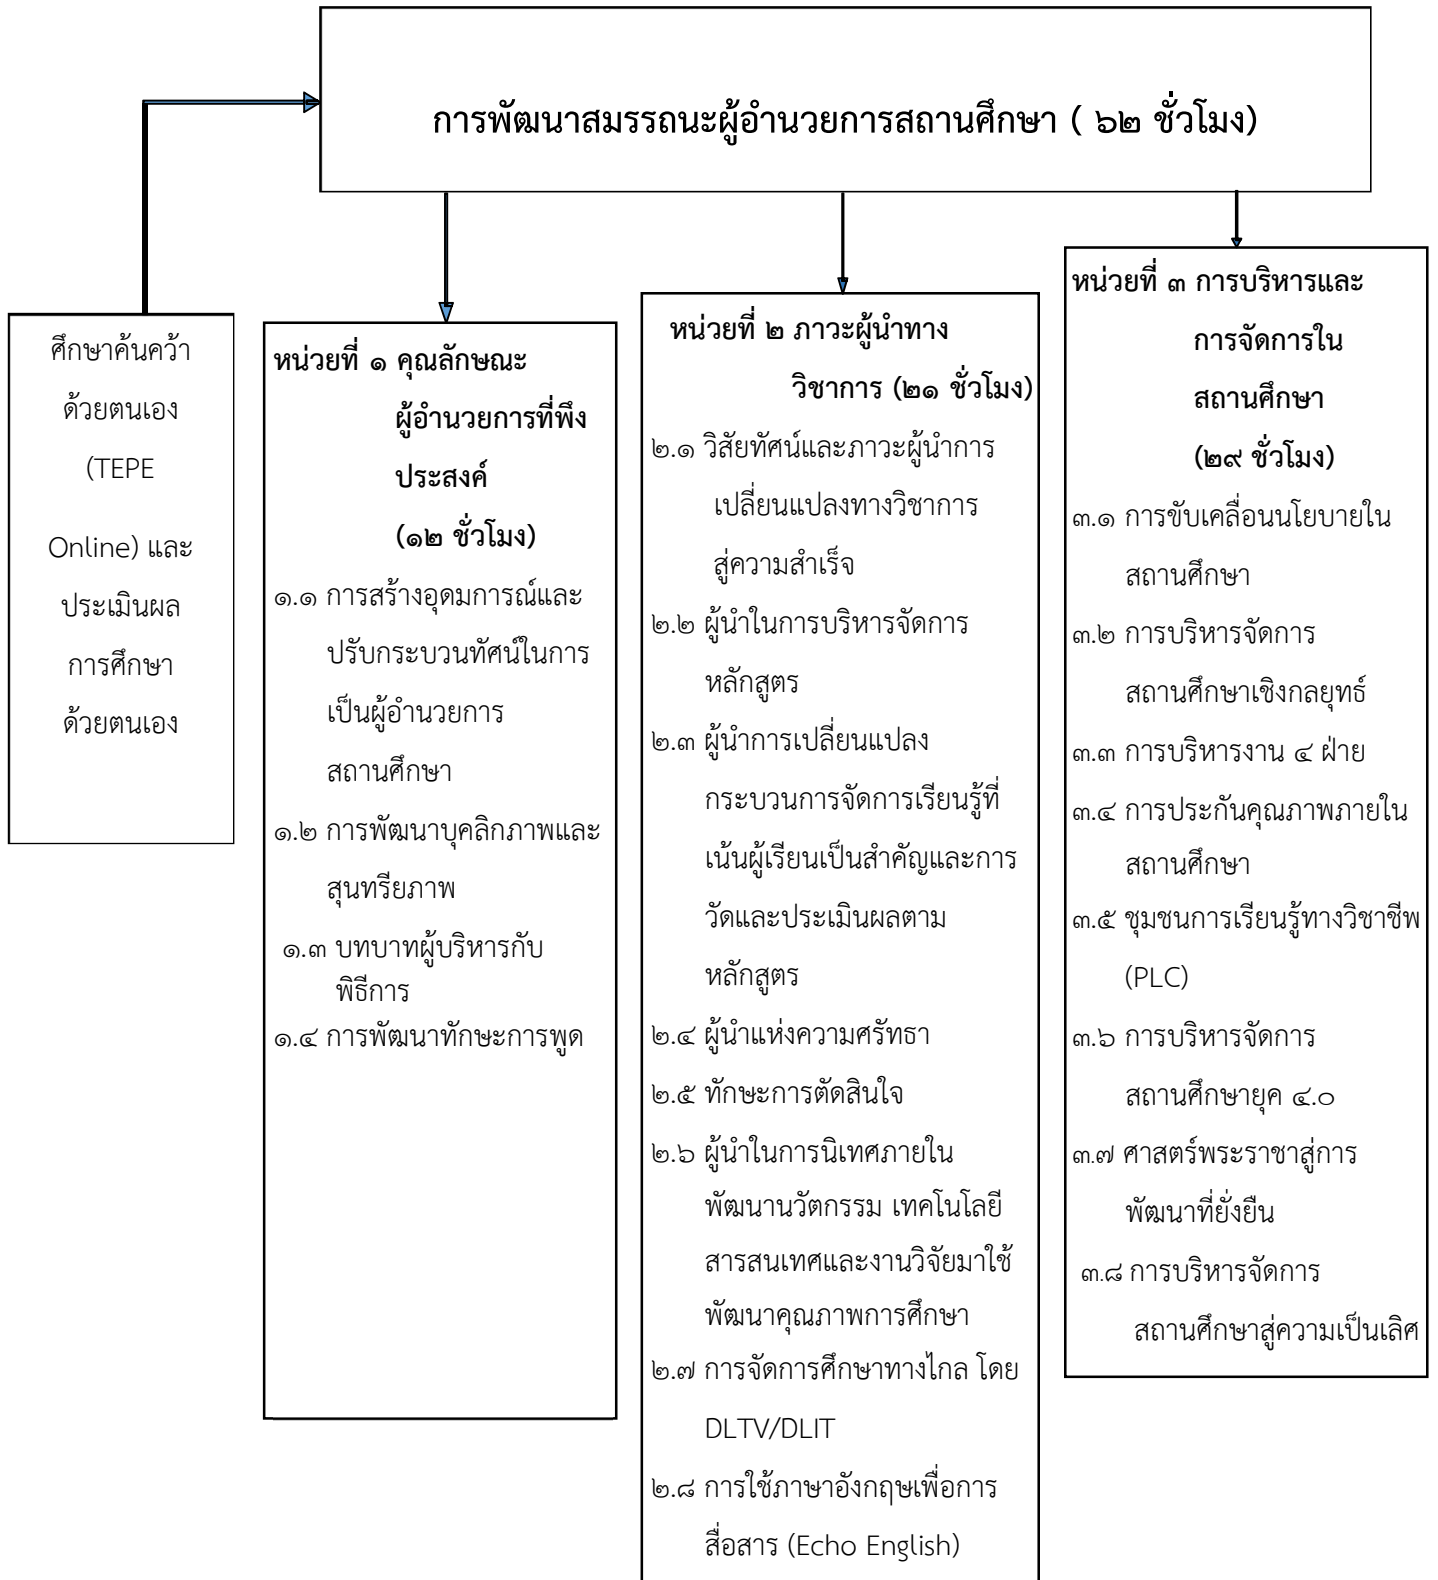 การพัฒนาสมรรถนะผู้อำนวยการสถานศึกษา ( ๖๒ ชั่วโมง)
ศึกษาค้นคว้า
ด้วยตนเอง
(TEPE
Online) และ
ประเมินผล
การศึกษา
ด้วยตนเอง
หน่วยที่ ๑ คุณลักษณะ
ผู้อำนวยการที่พึง
ประสงค์
(๑๒ ชั่วโมง)
๑.๑ การสร้างอุดมการณ์และ
ปรับกระบวนทัศน์ในการ
เป็นผู้อำนวยการ
สถานศึกษา
๑.๒ การพัฒนาบุคลิกภาพและ
สุนทรียภาพ
๑.๓ บทบาทผู้บริหารกับ
พิธีการ
๑.๔ การพัฒนาทักษะการพูด
หน่วยที่ ๒ ภาวะผู้นำทาง
วิชาการ (๒๑ ชั่วโมง)
๒.๑ วิสัยทัศน์และภาวะผู้นำการ
เปลี่ยนแปลงทางวิชาการ
สู่ความสำเร็จ
๒.๒ ผู้นำในการบริหารจัดการ
หลักสูตร
๒.๓ ผู้นำการเปลี่ยนแปลง
กระบวนการจัดการเรียนรู้ที่
เน้นผู้เรียนเป็นสำคัญและการ
วัดและประเมินผลตาม
หลักสูตร
๒.๔ ผู้นำแห่งความศรัทธา
๒.๕ ทักษะการตัดสินใจ
๒.๖ ผู้นำในการนิเทศภายใน
พัฒนานวัตกรรม เทคโนโลยี
สารสนเทศและงานวิจัยมาใช้
พัฒนาคุณภาพการศึกษา
๒.๗ การจัดการศึกษาทางไกล โดย
DLTV/DLIT
๒.๘ การใช้ภาษาอังกฤษเพื่อการ
สื่อสาร (Echo English)
หน่วยที่ ๓ การบริหารและ
การจัดการใน
สถานศึกษา
(๒๙ ชั่วโมง)
๓.๑ การขับเคลื่อนนโยบายใน
สถานศึกษา
๓.๒ การบริหารจัดการ
สถานศึกษาเชิงกลยุทธ์
๓.๓ การบริหารงาน ๔ ฝ่าย
๓.๔ การประกันคุณภาพภายใน
สถานศึกษา
๓.๕ ชุมชนการเรียนรู้ทางวิชาชีพ
(PLC)
๓.๖ การบริหารจัดการ
สถานศึกษายุค ๔.๐
๓.๗ ศาสตร์พระราชาสู่การ
พัฒนาที่ยั่งยืน
๓.๘ การบริหารจัดการ
สถานศึกษาสู่ความเป็นเลิศ